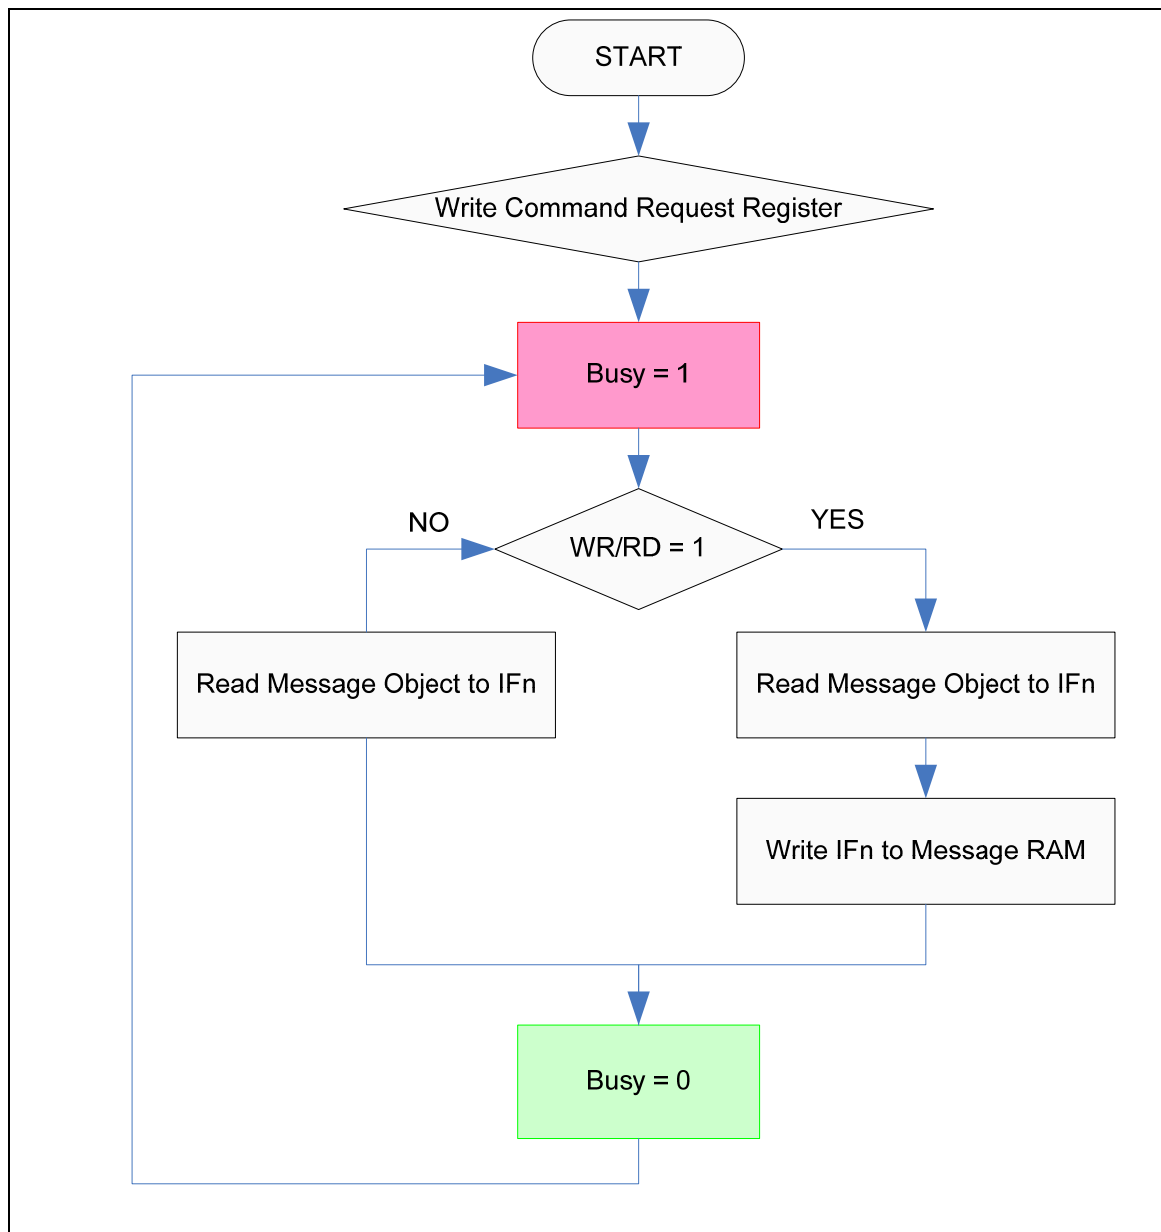 START
Write Command Request Register
Busy = 1
NO
YES
WR/RD = 1
Read Message Object to IFn
Read Message Object to IFn
Write IFn to Message RAM
Busy = 0